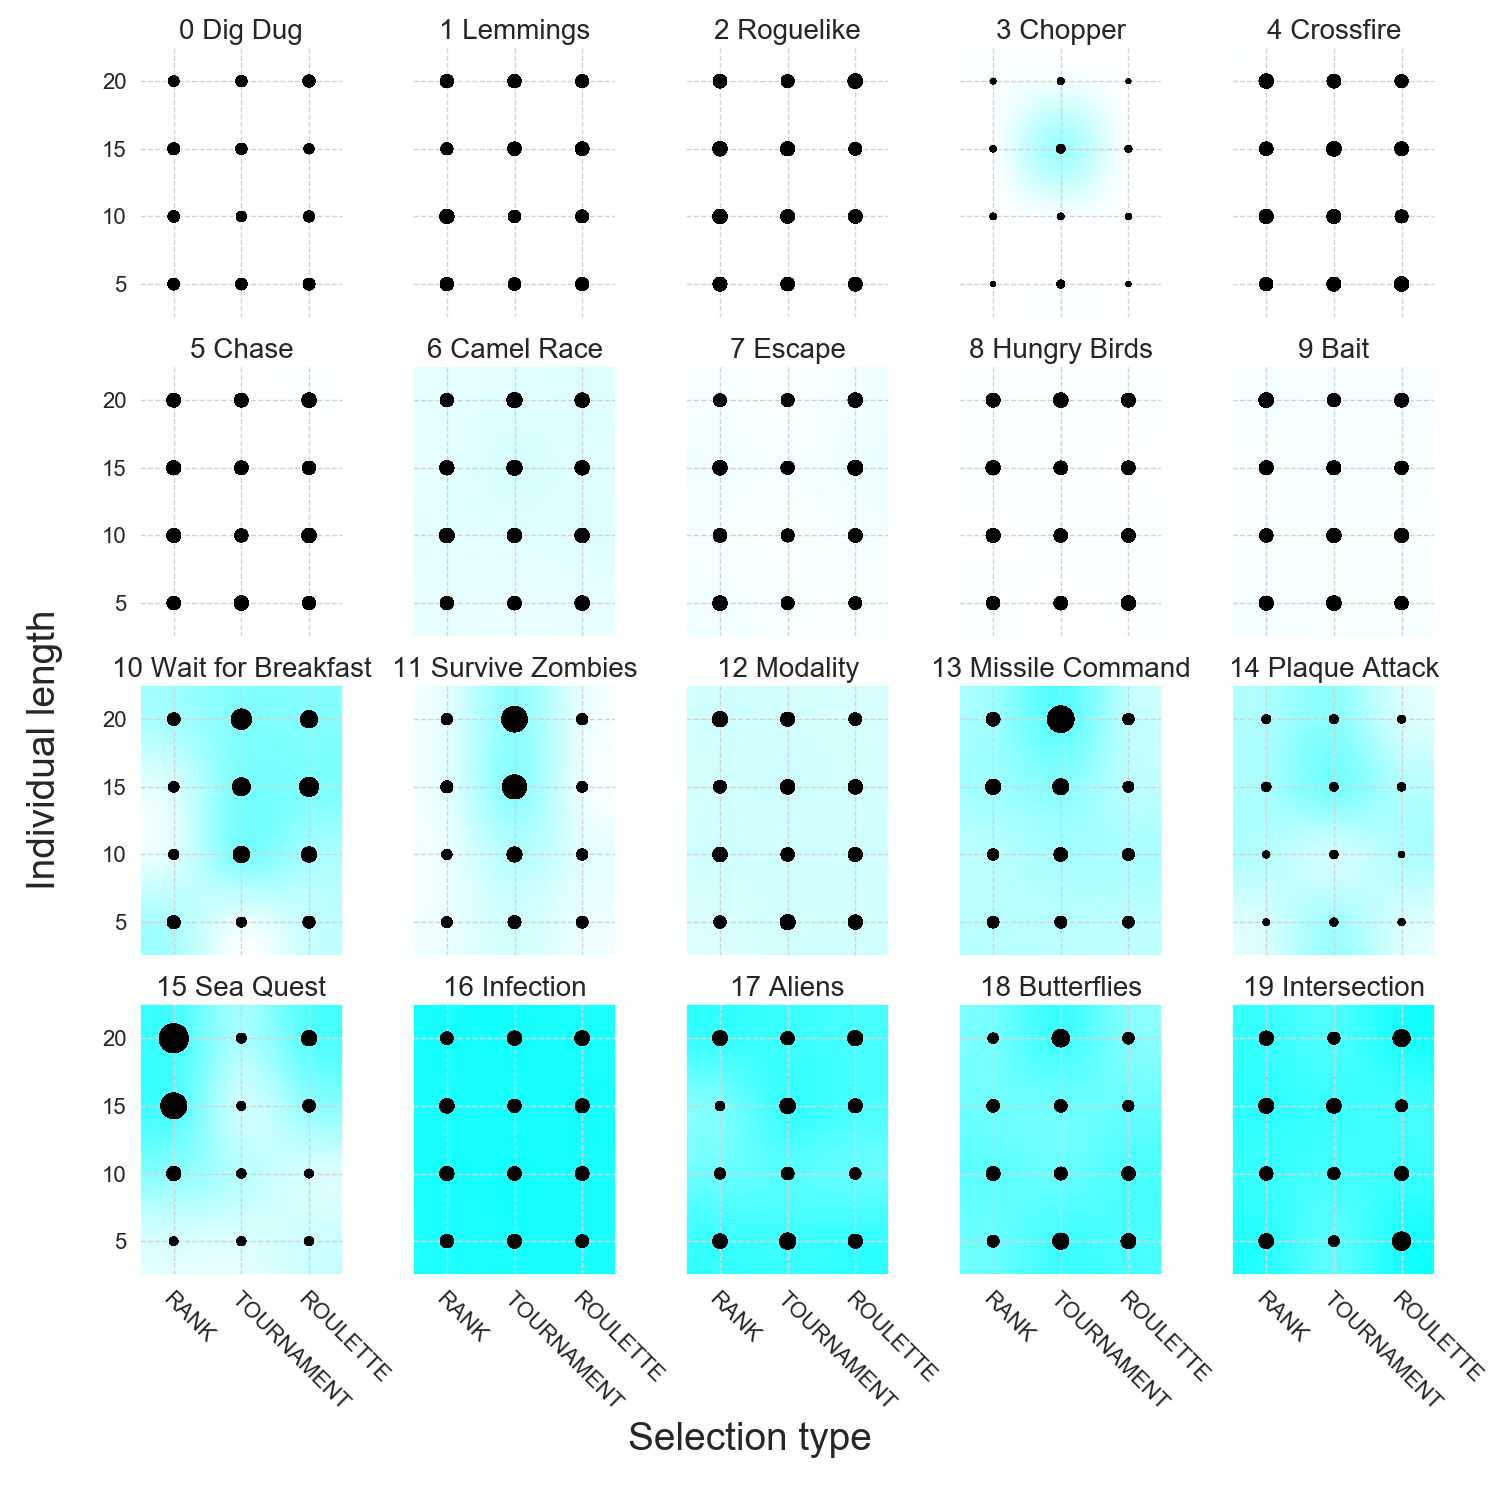 0 Dig Dug
1 Lemmings
2 Roguelike
3 Chopper
4 Crossfire
20
15
10
5
5 Chase
6 Camel Race
7 Escape
8 Hungry Birds
9 Bait
20
15
10
5
Individual length
10 Wait for Breakfast
11 Survive Zombies
12 Modality
13 Missile Command
14 Plaque Attack
20
15
10
5
15 Sea Quest
16 Infection
17 Aliens
18 Butterflies
19 Intersection
20
15
10
5
RANK
TOURNAMENT
ROULETTE
RANK
TOURNAMENT
ROULETTE
RANK
TOURNAMENT
ROULETTE
RANK
TOURNAMENT
ROULETTE
RANK
TOURNAMENT
ROULETTE
Selection type